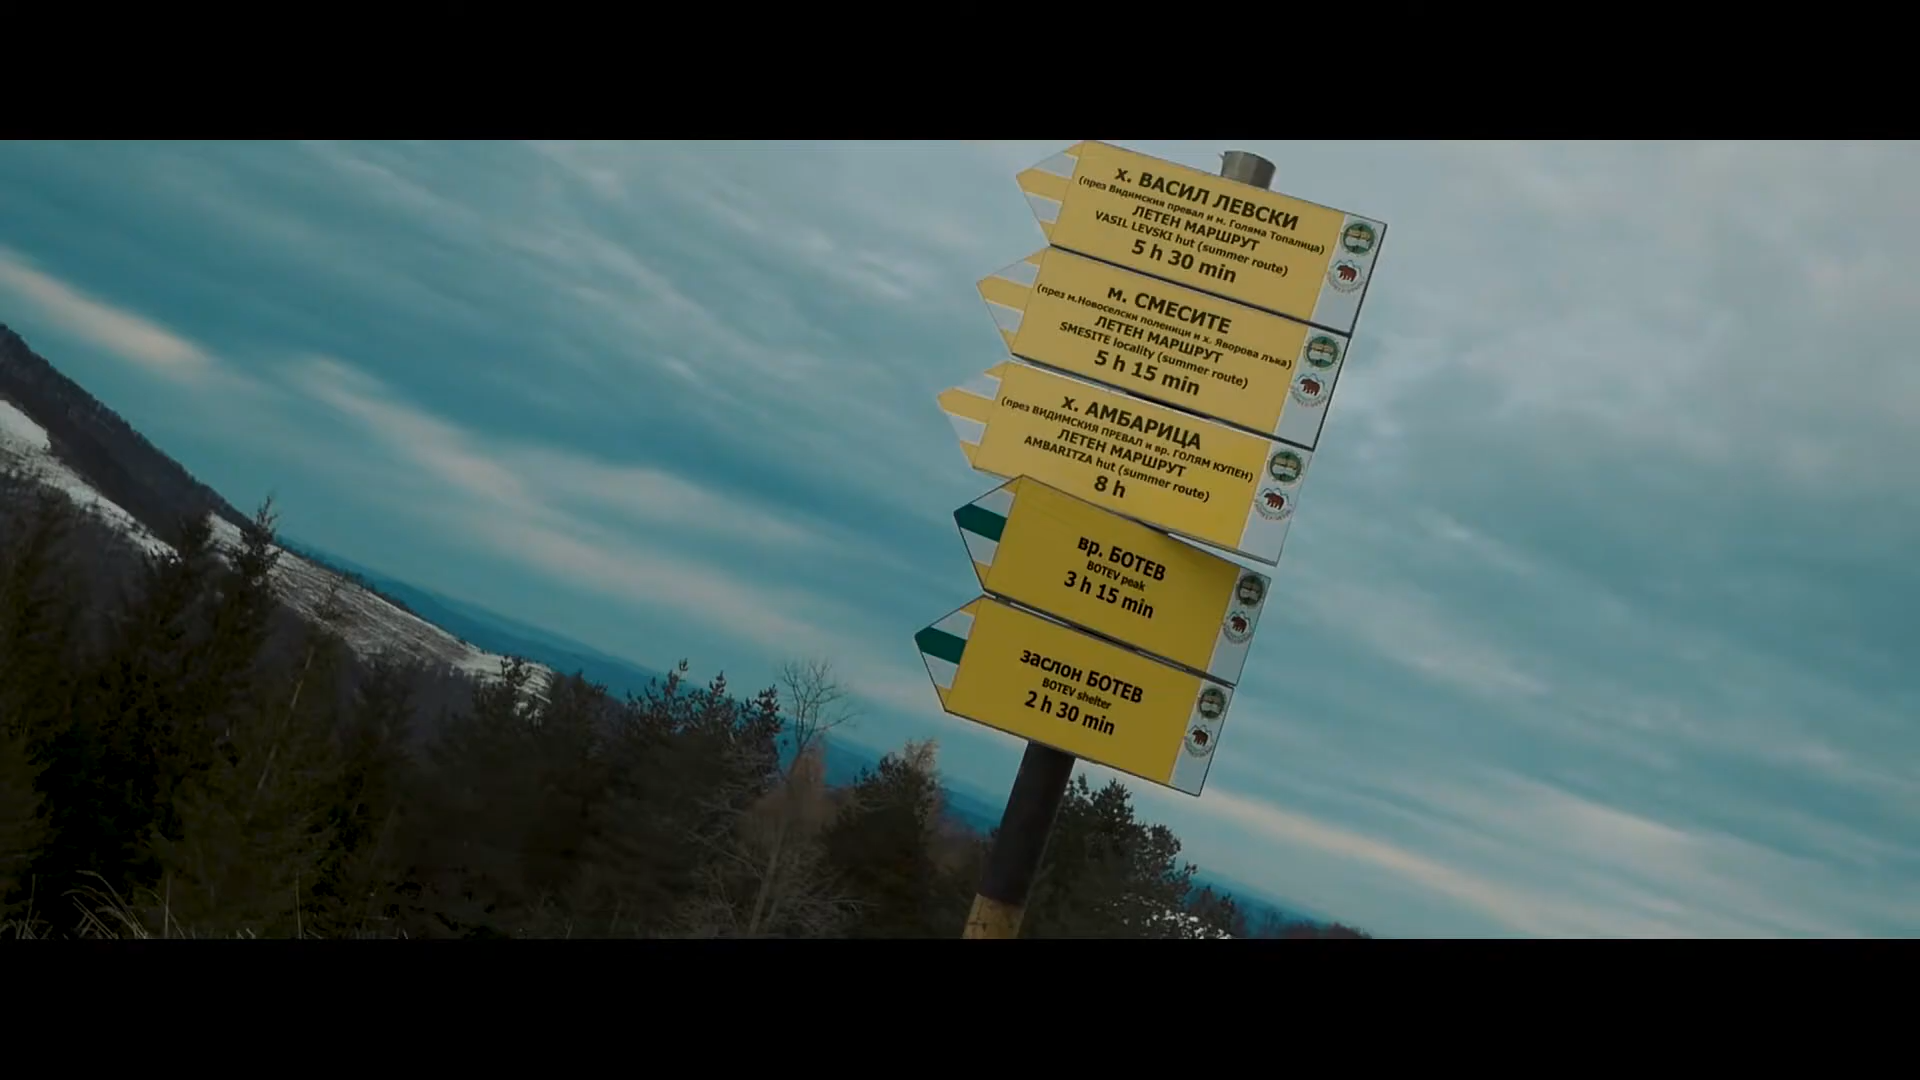 х. ВАСИЛ ЛЕВСКИ
(през Видимския превал и м. Голяма Топалица)
ЛЕТЕН МАРШРУТ
VASIL LEVSKI hut (summer route)
5 h 30 min
м. СМЕСИТЕ
(през м.Новоселски поленици и х. Яворова лъка)
ЛЕТЕН МАРШРУТ
SMESITE locality (summer route)
5 h 15 min
х. АМБАРИЦА
(през ВИДИМСКИЯ ПРЕВАЛ и вр. ГОЛЯМ КУПЕН)
ЛЕТЕН МАРШРУТ
AMBARITZA hut (summer route)
8 h
вр. БОТЕВ
BOTEV peak
3 h 15 min
заслон БОТЕВ
BOTEV shelter
2 h 30 min